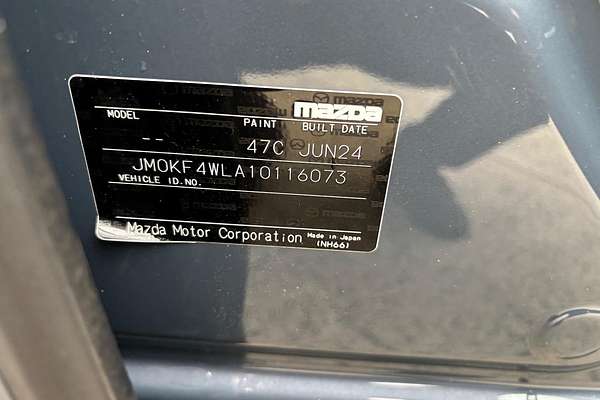 mazda
MODEL PAINT BUILT DATE
-- 47C JUN24
JM0KF4WLA10116073
VEHICLE ID.NO.
Mazda Motor Corporation Made in Japan
(NH66)